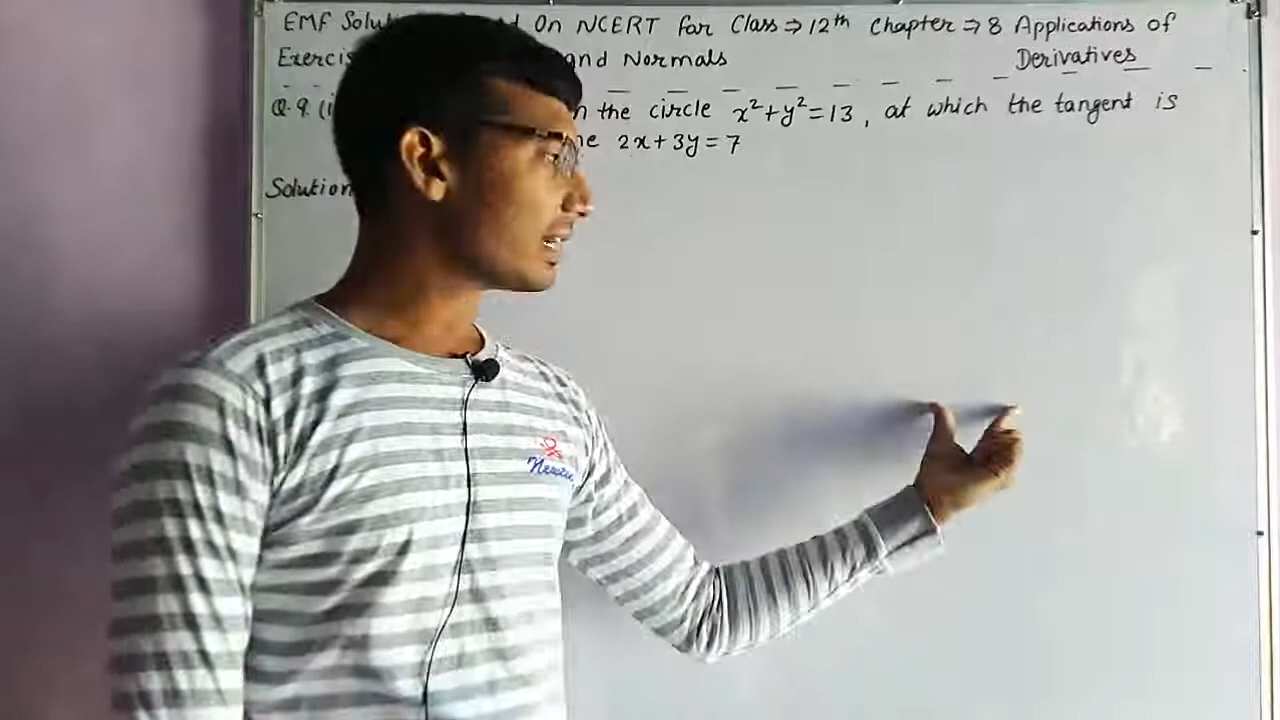 EMF Solu On NCERT for Class ⇒ 12th Chapter ⇒ 8 Applications of
Exercis and Normals Derivatives
Q.9 (i n the circle x²+y²=13, at which the tangent is
ne 2x+3y=7
Solution